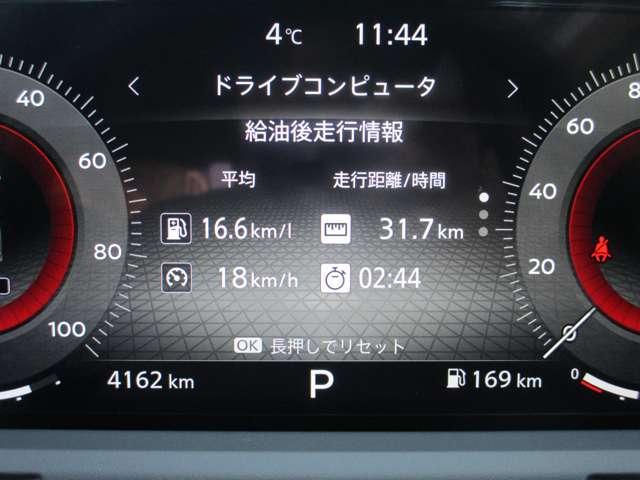 4℃ 11:44
ドライブコンピュータ
給油後走行情報
平均 走行距離/時間
16.6km/l 31.7km
18km/h 02:44
OK 長押しでリセット
4162 km P 169 km
40
60
80
100
8
60
40
20
0
0